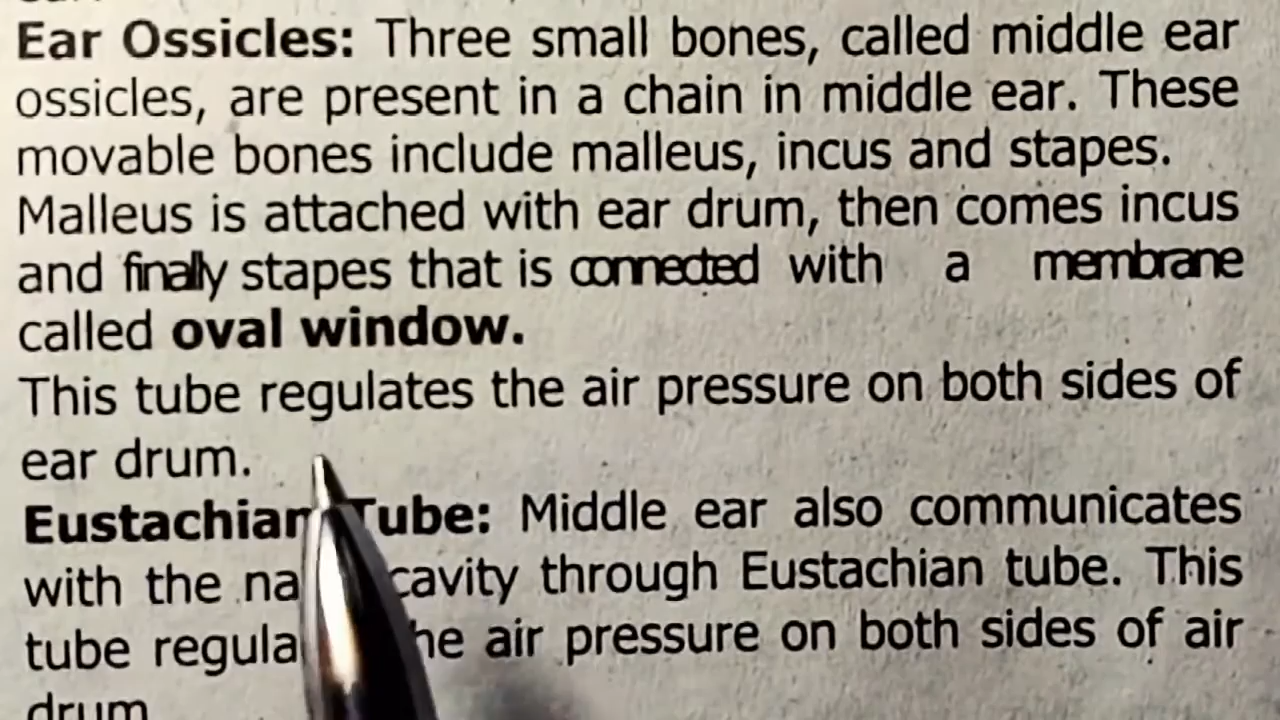 Ear Ossicles: Three small bones, called middle ear
ossicles, are present in a chain in middle ear. These
movable bones include malleus, incus and stapes.
Malleus is attached with ear drum, then comes incus
and finally stapes that is connected with a membrane
called oval window.
This tube regulates the air pressure on both sides of
ear drum.
Eustachian Tube: Middle ear also communicates
with the cavity through Eustachian tube. This
tube air pressure on both sides of air
drum